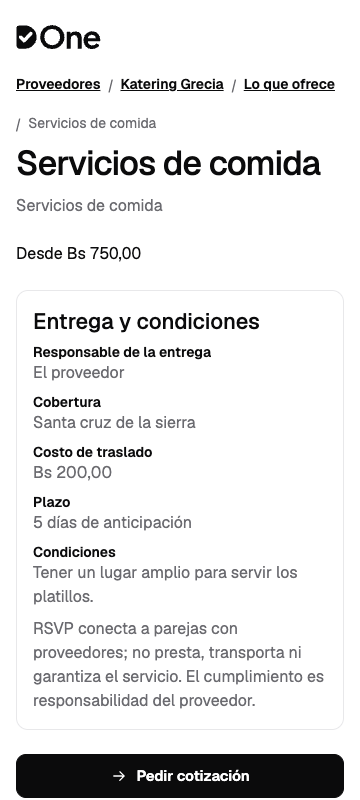 One
Proveedores / Katering Grecia / Lo que ofrece
/ Servicios de comida
Servicios de comida
Servicios de comida
Desde Bs 750,00
Entrega y condiciones
Responsable de la entrega
El proveedor
Cobertura
Santa cruz de la sierra
Costo de traslado
Bs 200,00
Plazo
5 días de anticipación
Condiciones
Tener un lugar amplio para servir los
platillos.
RSVP conecta a parejas con
proveedores; no presta, transporta ni
garantiza el servicio. El cumplimiento es
responsabilidad del proveedor.
→ Pedir cotización